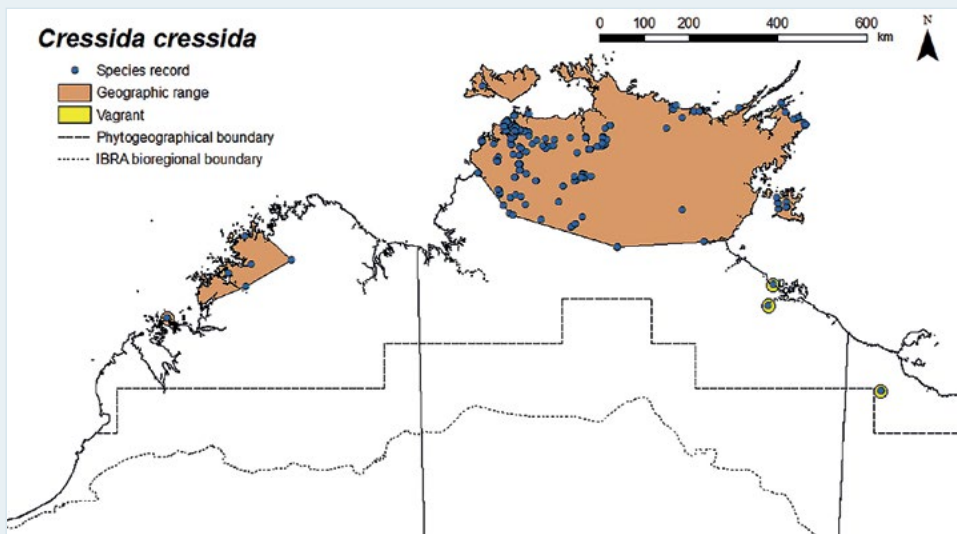 Cressida cressida
Species record
Geographic range
Vagrant
Phytogeographical boundary
IBRA bioregional boundary
0 100 200 400 600
km
N